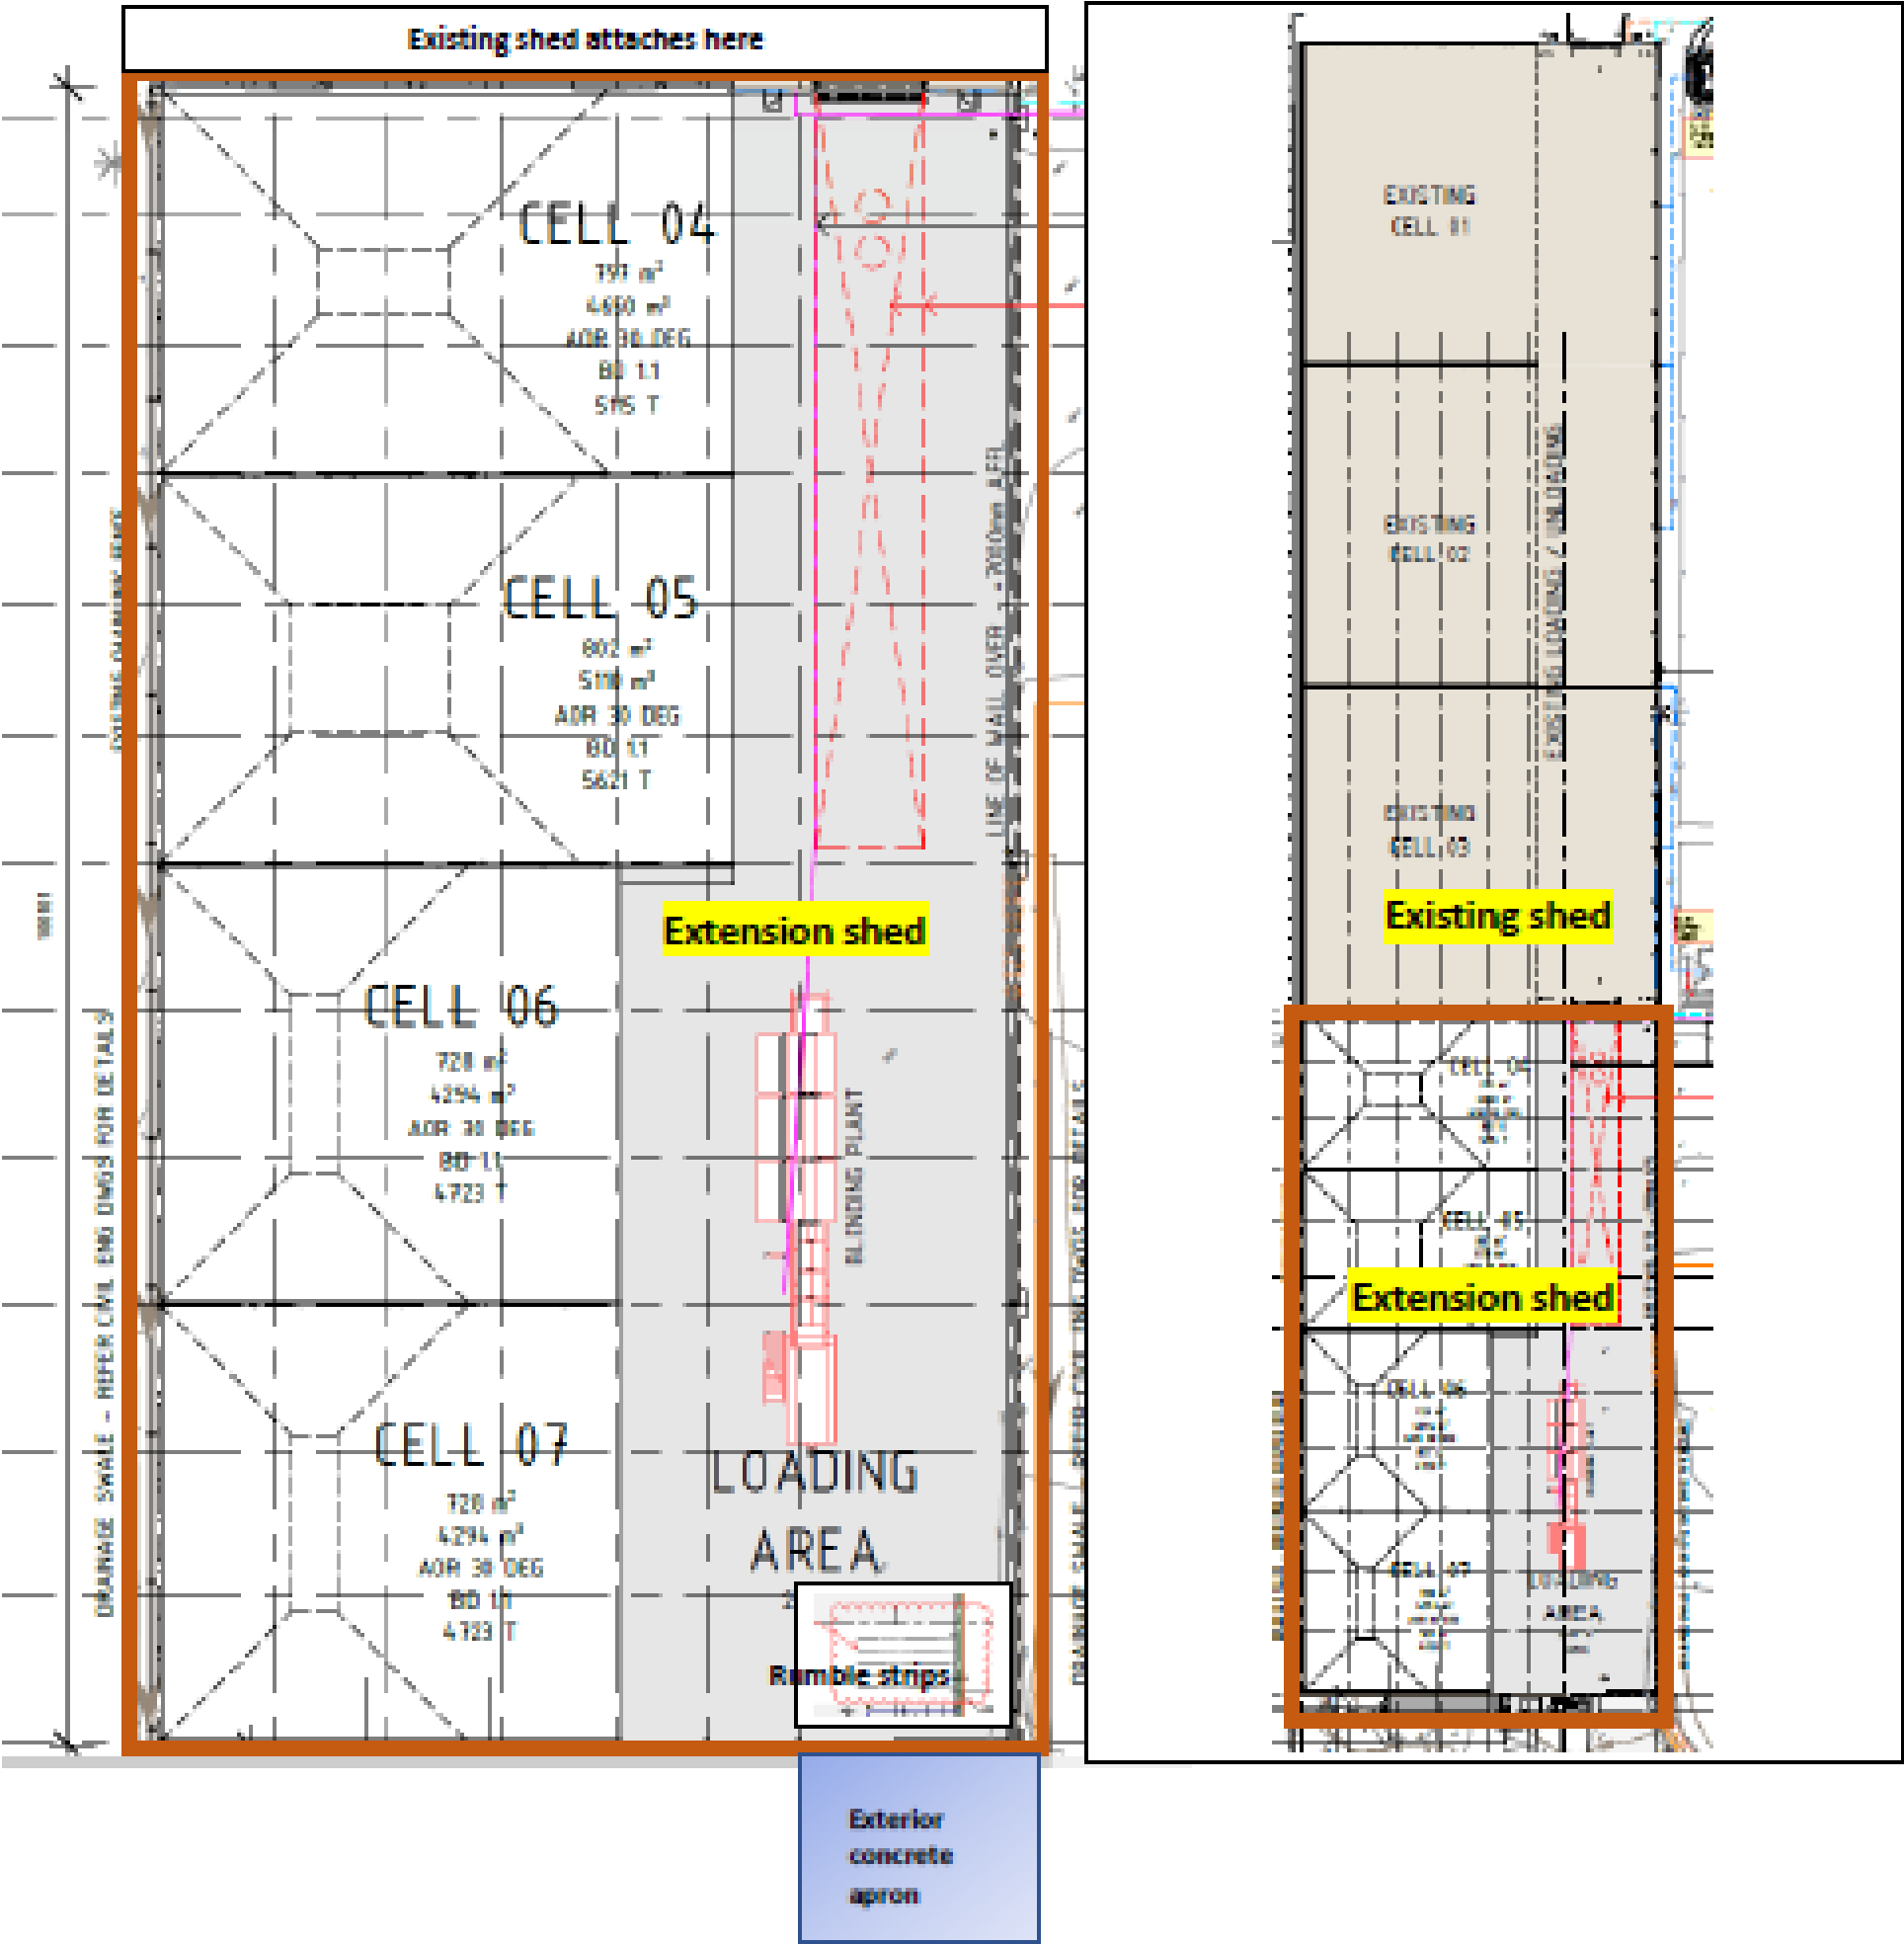 Existing shed attaches here
CELL 04
797 m²
4650 m³
AOR 30 DEG
BD 1.1
5115 T
CELL 05
802 m²
5110 m³
AOR 30 DEG
BD 1.1
5621 T
LINE OF WALL OVER
Extension shed
CELL 06
728 m²
4294 m³
AOR 30 DEG
BD 1.1
4723 T
BLENDING PLANT
CELL 07
728 m²
4294 m³
AOR 30 DEG
BD 1.1
4723 T
LOADING
AREA
Rumble strips
DRAINAGE SWALE - REFER CIVIL ENG DWGS FOR DETAILS
Exterior
concrete
apron
EXISTING
CELL 01
EXISTING
CELL 02
EXISTING LOADING / UNLOADING
EXISTING
CELL 03
Existing shed
CELL 04
CELL 05
Extension shed
CELL 06
CELL 07
LOADING
AREA